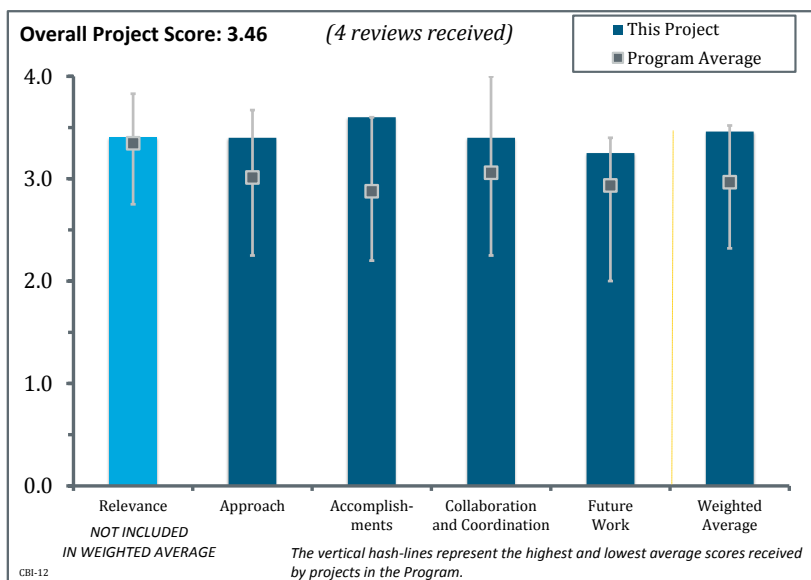 Overall Project Score: 3.46 (4 reviews received)
This Project
Program Average
4.0
3.0
2.0
1.0
0.0
Relevance
Approach
Accomplish-
ments
Collaboration
and Coordination
Future
Work
Weighted
Average
NOT INCLUDED
IN WEIGHTED AVERAGE
The vertical hash-lines represent the highest and lowest average scores received
by projects in the Program.
CBI-12